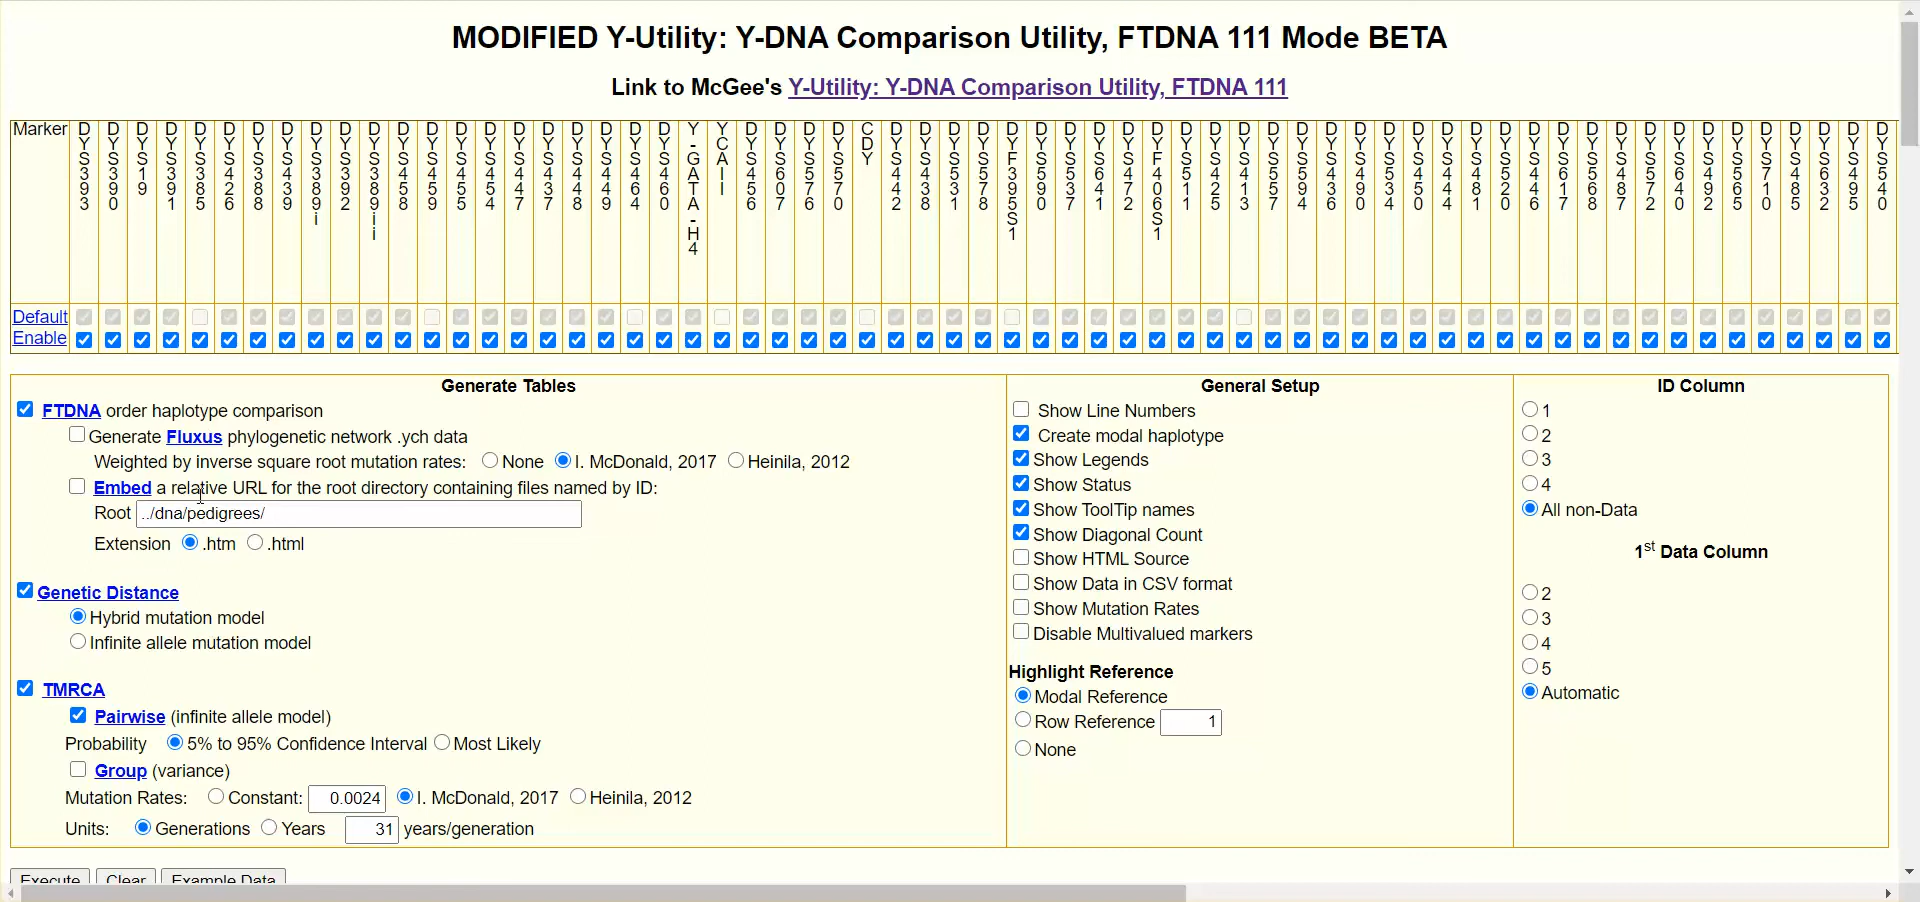 MODIFIED Y-Utility: Y-DNA Comparison Utility, FTDNA 111 Mode BETA
Link to McGee's Y-Utility: Y-DNA Comparison Utility, FTDNA 111
Marker DYS393 DYS390 DYS19 DYS391 DYS385 DYS426 DYS388 DYS439 DYS389i DYS392 DYS389ii DYS458 DYS459 DYS455 DYS454 DYS447 DYS437 DYS448 DYS449 DYS464 DYS460 Y-GATA-H4 YCAII DYS456 DYS607 DYS576 DYS570 CDY DYS442 DYS438 DYS531 DYS578 DYF395S1 DYS590 DYS537 DYS641 DYS472 DYF406S1 DYS511 DYS425 DYS413 DYS557 DYS594 DYS436 DYS490 DYS534 DYS450 DYS444 DYS481 DYS520 DYS446 DYS617 DYS568 DYS487 DYS572 DYS640 DYS492 DYS565 DYS710 DYS485 DYS632 DYS495 DYS540
Default
Enable
Generate Tables
FTDNA order haplotype comparison
Generate Fluxus phylogenetic network .ych data
Weighted by inverse square root mutation rates: None I. McDonald, 2017 Heinila, 2012
Embed a relative URL for the root directory containing files named by ID:
Root ../dna/pedigrees/
Extension .htm .html
Genetic Distance
Hybrid mutation model
Infinite allele mutation model
TMRCA
Pairwise (infinite allele model)
Probability 5% to 95% Confidence Interval Most Likely
Group (variance)
Mutation Rates: Constant: 0.0024 I. McDonald, 2017 Heinila, 2012
Units: Generations Years 31 years/generation
General Setup
Show Line Numbers
Create modal haplotype
Show Legends
Show Status
Show ToolTip names
Show Diagonal Count
Show HTML Source
Show Data in CSV format
Show Mutation Rates
Disable Multivalued markers
Highlight Reference
Modal Reference
Row Reference 1
None
ID Column
1
2
3
4
All non-Data
1st Data Column
2
3
4
5
Automatic
Execute Clear Example Data